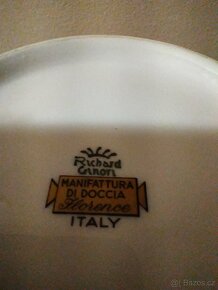 Richard
Ginori
MANIFATTURA
DI DOCCIA
Florence
ITALY
Bazos.cz